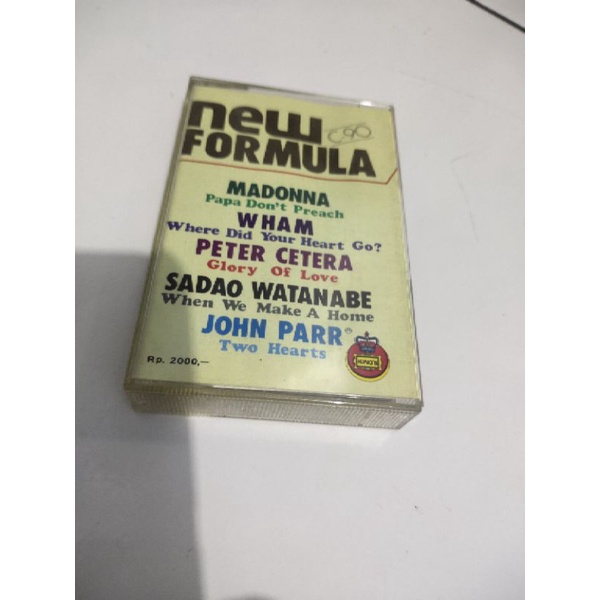 new
C90
FORMULA
MADONNA
Papa Don't Preach
WHAM
Where Did Your Heart Go?
PETER CETERA
Glory Of Love
SADAO WATANABE
When We Make A Home
JOHN PARR
Two Hearts
Rp. 2000,-